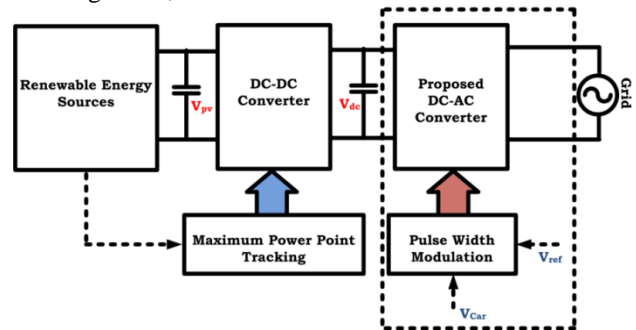 Renewable Energy
Sources
V_pv
DC-DC
Converter
V_dc
Proposed
DC-AC
Converter
Grid
Maximum Power Point
Tracking
Pulse Width
Modulation
V_ref
V_Car